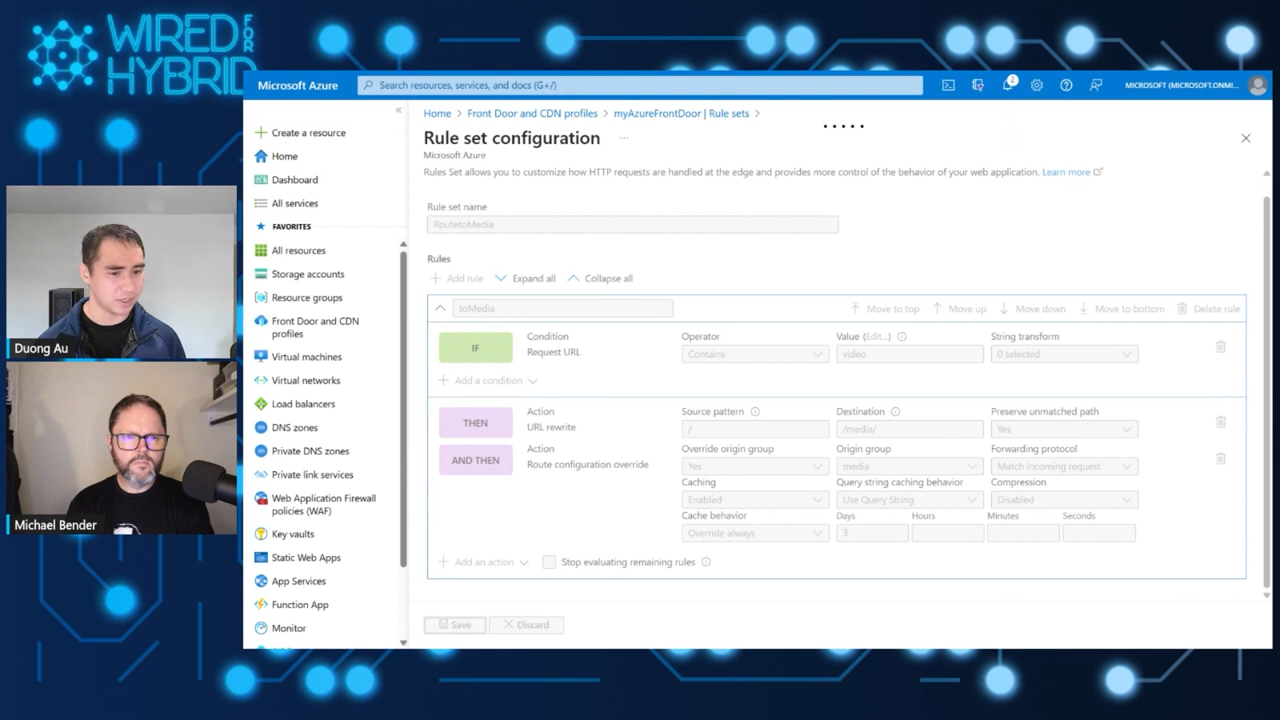 WIRED FOR
HYBRID
Microsoft Azure
Search resources, services, and docs (G+/)
2
MICROSOFT (MICROSOFT.ONMI...
Home > Front Door and CDN profiles > myAzureFrontDoor | Rule sets >
Rule set configuration ...
Microsoft Azure
Rules Set allows you to customize how HTTP requests are handled at the edge and provides more control of the behavior of your web application. Learn more
Create a resource
Home
Dashboard
All services
FAVORITES
All resources
Storage accounts
Resource groups
Front Door and CDN
profiles
Virtual machines
Virtual networks
Load balancers
DNS zones
Private DNS zones
Private link services
Web Application Firewall
policies (WAF)
Key vaults
Static Web Apps
App Services
Function App
Monitor
Rule set name
RoutetoMedia
Rules
Add rule Expand all Collapse all
toMedia Move to top Move up Move down Move to bottom Delete rule
IF
Condition Operator Value (Edit...) String transform
Request URL Contains video 0 selected
Add a condition
THEN
Action Source pattern Destination Preserve unmatched path
URL rewrite / /media/ Yes
AND THEN
Action Override origin group Origin group Forwarding protocol
Route configuration override Yes media Match incoming request
Caching Query string caching behavior Compression
Enabled Use Query String Disabled
Cache behavior Days Hours Minutes Seconds
Override always 3
Add an action Stop evaluating remaining rules
Save Discard
Duong Au
Michael Bender